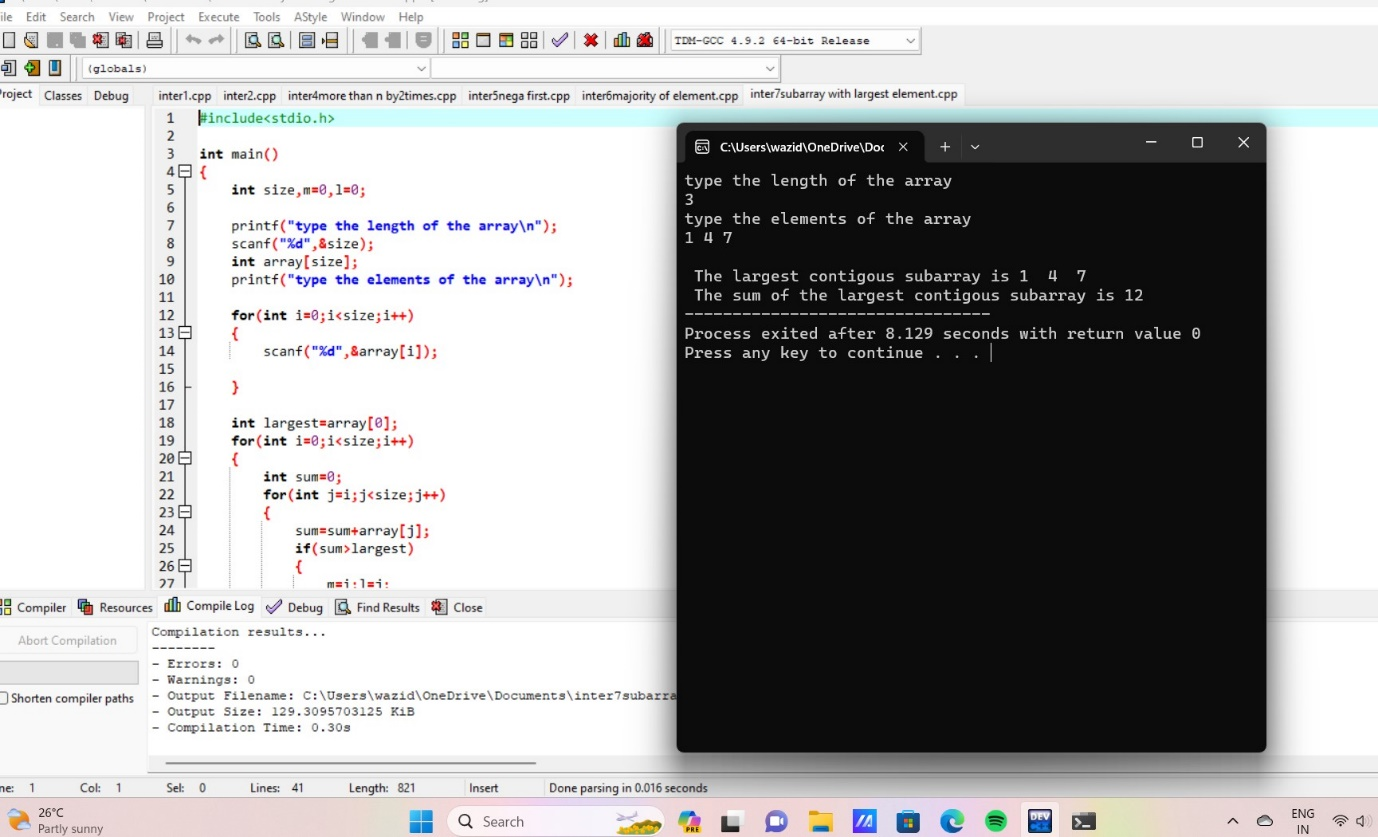 ile Edit Search View Project Execute Tools AStyle Window Help
TDM-GCC 4.9.2 64-bit Release
(globals)
Project Classes Debug
inter1.cpp inter2.cpp inter4more than n by2times.cpp inter5nega first.cpp inter6majority of element.cpp inter7subarray with largest element.cpp
1 #include<stdio.h>
2
3 int main()
4 {
5 int size,m=0,l=0;
6
7 printf("type the length of the array\n");
8 scanf("%d",&size);
9 int array[size];
10 printf("type the elements of the array\n");
11
12 for(int i=0;i<size;i++)
13 {
14 scanf("%d",&array[i]);
15
16 }
17
18 int largest=array[0];
19 for(int i=0;i<size;i++)
20 {
21 int sum=0;
22 for(int j=i;j<size;j++)
23 {
24 sum=sum+array[j];
25 if(sum>largest)
26 {
27 m=i;l=j;
C:\Users\wazid\OneDrive\Doc
type the length of the array
3
type the elements of the array
1 4 7
The largest contigous subarray is 1 4 7
The sum of the largest contigous subarray is 12
--------------------------------
Process exited after 8.129 seconds with return value 0
Press any key to continue . . .
Compiler Resources Compile Log Debug Find Results Close
Abort Compilation
Shorten compiler paths
Compilation results...
--------
- Errors: 0
- Warnings: 0
- Output Filename: C:\Users\wazid\OneDrive\Documents\inter7subarra
- Output Size: 129.3095703125 KiB
- Compilation Time: 0.30s
ne: 1 Col: 1 Sel: 0 Lines: 41 Length: 821 Insert Done parsing in 0.016 seconds
26°C
Partly sunny
Search
PRE
DEV
ENG
IN